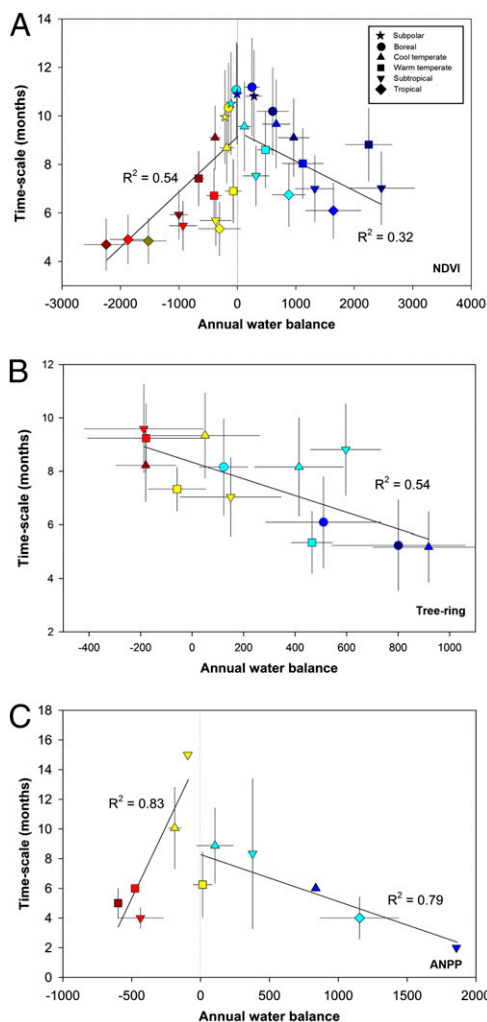 A
Time-scale (months)
14
12
10
8
6
4
Subpolar
Boreal
Cool temperate
Warm temperate
Subtropical
Tropical
R² = 0.54
R² = 0.32
NDVI
-3000 -2000 -1000 0 1000 2000 3000
Annual water balance
B
Time-scale (months)
12
10
8
6
4
2
R² = 0.54
Tree-ring
-400 -200 0 200 400 600 800 1000
Annual water balance
C
Time-scale (months)
18
16
14
12
10
8
6
4
2
0
R² = 0.83
R² = 0.79
ANPP
-1000 -500 0 500 1000 1500 2000
Annual water balance